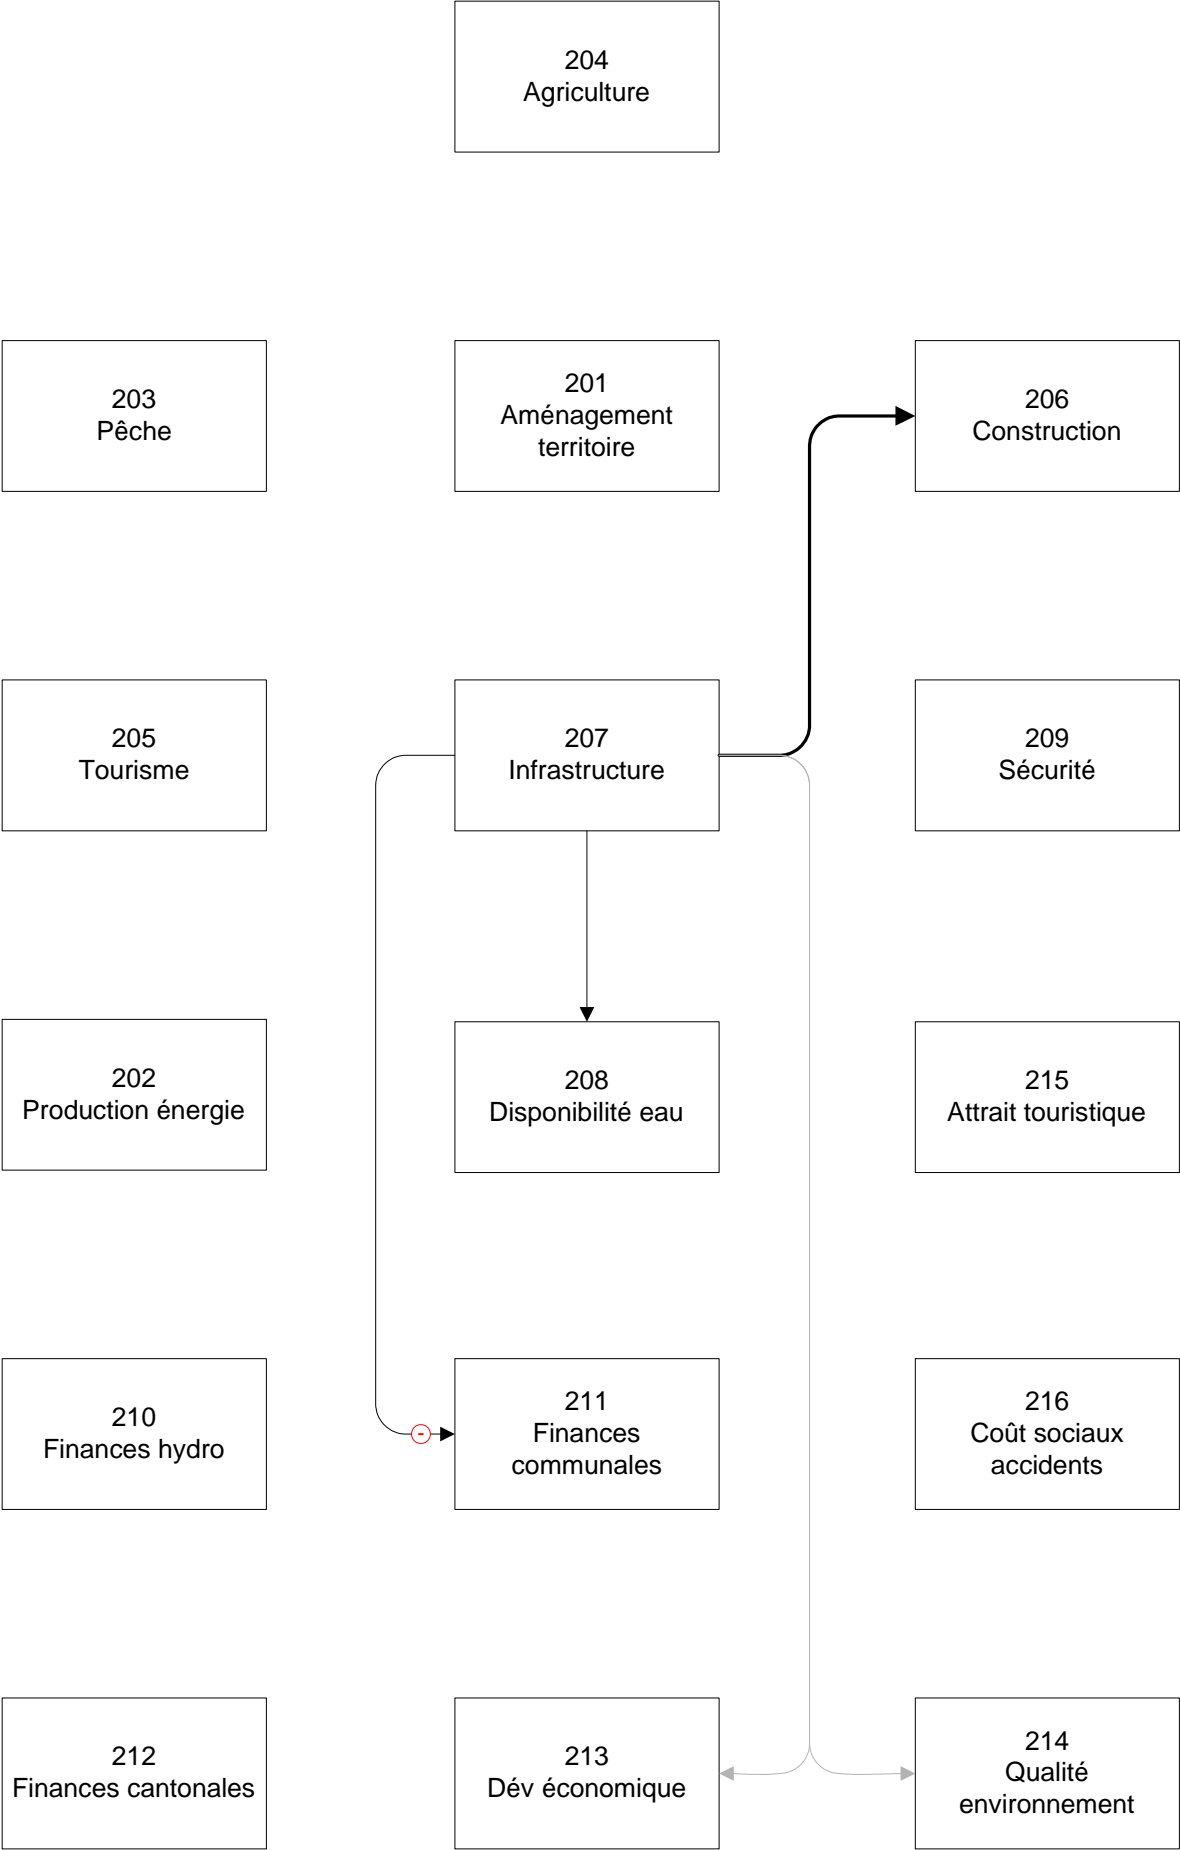 204
Agriculture
203
Pêche
201
Aménagement
territoire
206
Construction
205
Tourisme
207
Infrastructure
209
Sécurité
202
Production énergie
208
Disponibilité eau
215
Attrait touristique
210
Finances hydro
-
211
Finances
communales
216
Coût sociaux
accidents
212
Finances cantonales
213
Dév économique
214
Qualité
environnement